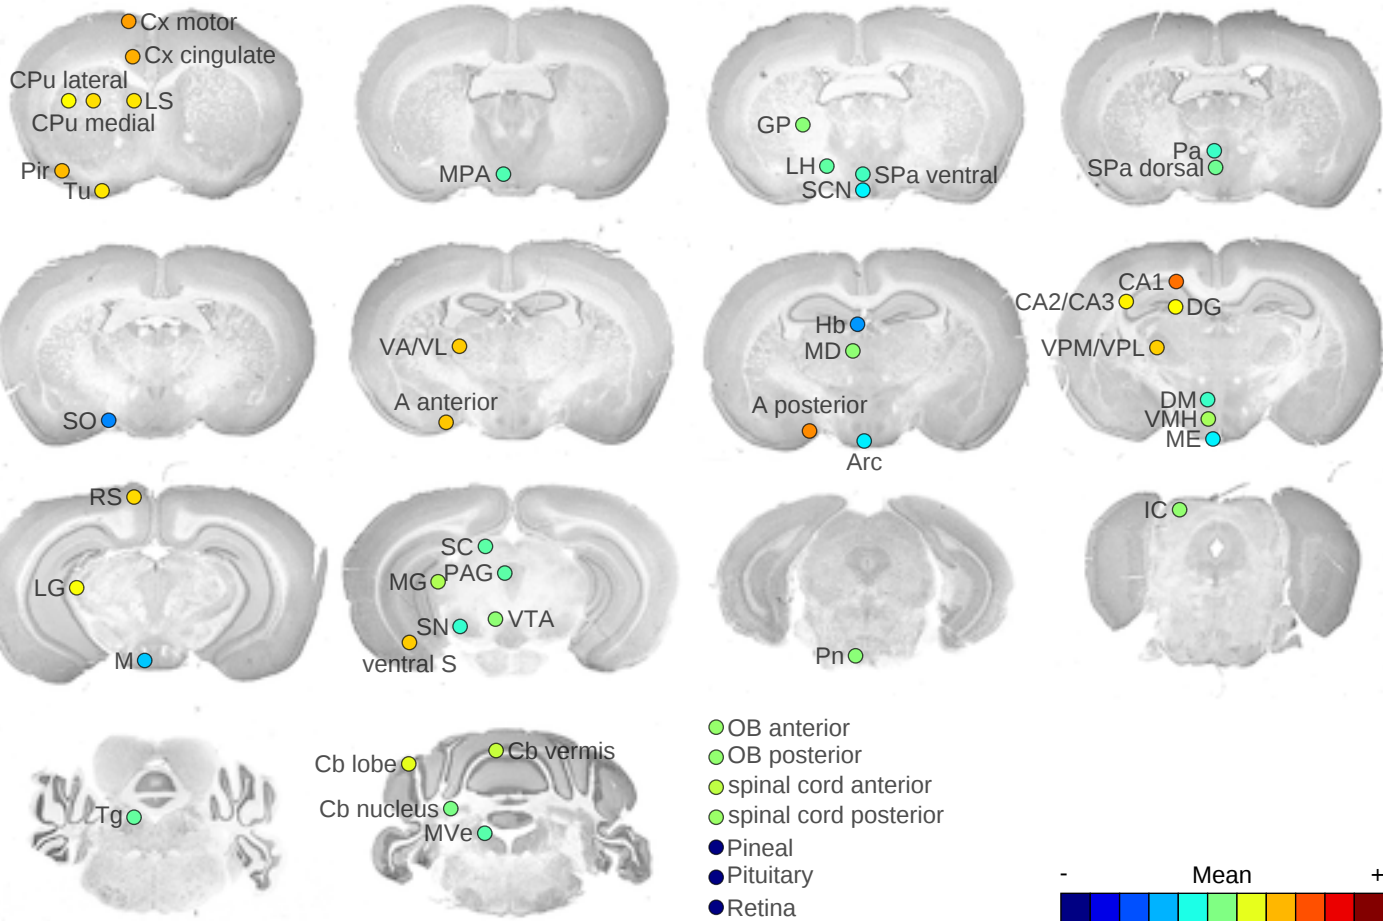 Cx motor
Cx cingulate
CPu lateral
LS
CPu medial
Pir
Tu
MPA
GP
LH
SPa ventral
SCN
Pa
SPa dorsal
SO
VA/VL
A anterior
Hb
MD
A posterior
Arc
CA1
CA2/CA3
DG
VPM/VPL
DM
VMH
ME
RS
LG
M
SC
PAG
MG
VTA
SN
ventral S
Pn
IC
Tg
Cb vermis
Cb lobe
Cb nucleus
MVe
OB anterior
OB posterior
spinal cord anterior
spinal cord posterior
Pineal
Pituitary
Retina
- Mean +